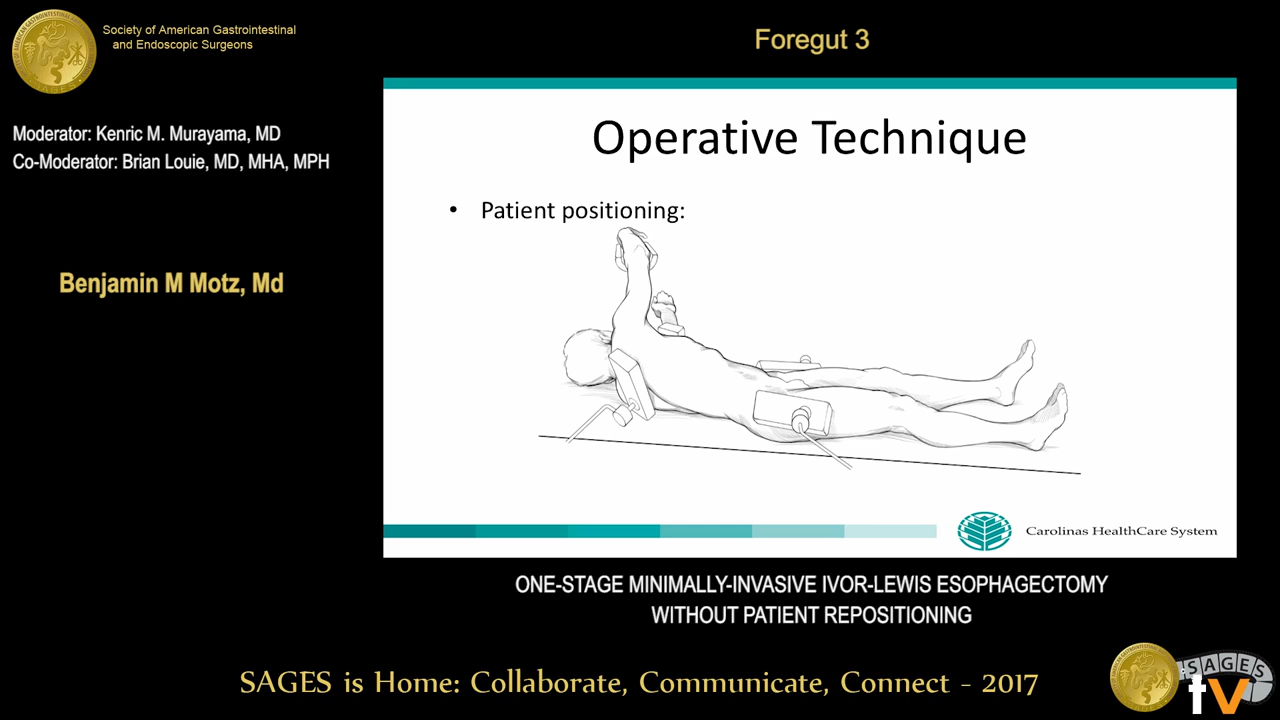 Society of American Gastrointestinal
and Endoscopic Surgeons
Foregut 3
Moderator: Kenric M. Murayama, MD
Co-Moderator: Brian Louie, MD, MHA, MPH
Benjamin M Motz, Md
Operative Technique
• Patient positioning:
Carolinas HealthCare System
ONE-STAGE MINIMALLY-INVASIVE IVOR-LEWIS ESOPHAGECTOMY
WITHOUT PATIENT REPOSITIONING
SAGES is Home: Collaborate, Communicate, Connect - 2017
SAGES
tv